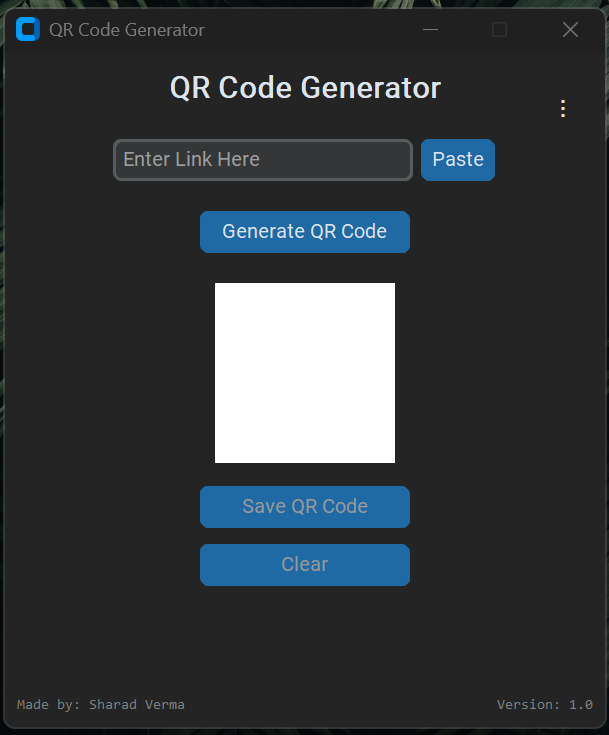 QR Code Generator
QR Code Generator
Enter Link Here
Paste
Generate QR Code
Save QR Code
Clear
Made by: Sharad Verma
Version: 1.0